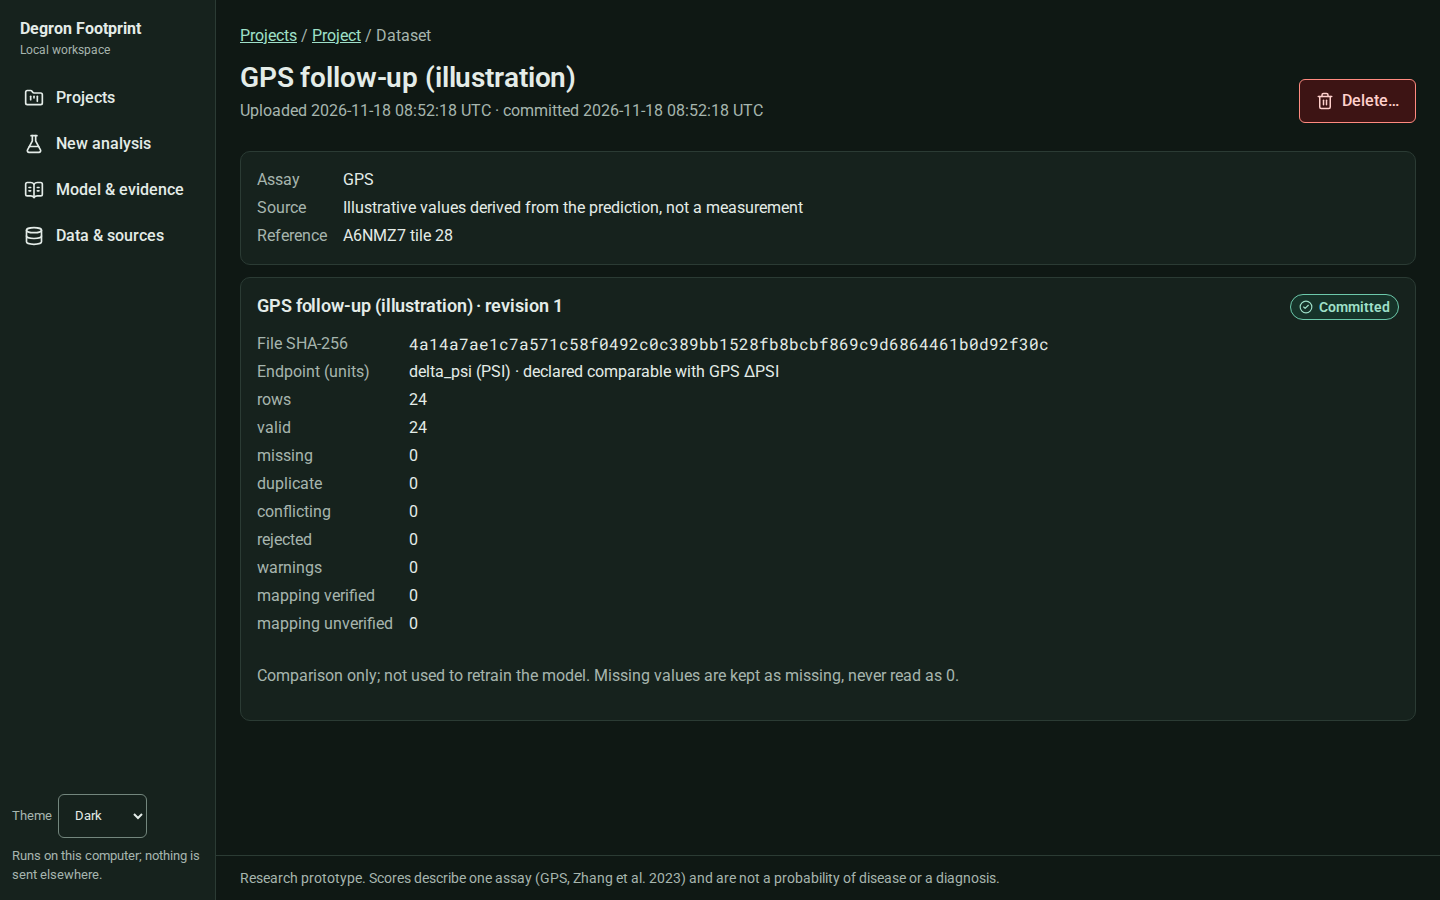 Degron Footprint
Local workspace
Projects
New analysis
Model & evidence
Data & sources
Theme Dark
Runs on this computer; nothing is
sent elsewhere.
Projects / Project / Dataset
GPS follow-up (illustration)
Uploaded 2026-11-18 08:52:18 UTC · committed 2026-11-18 08:52:18 UTC
Delete…
Assay GPS
Source Illustrative values derived from the prediction, not a measurement
Reference A6NMZ7 tile 28
GPS follow-up (illustration) · revision 1
Committed
File SHA-256 4a14a7ae1c7a571c58f0492c0c389bb1528fb8bcbf869c9d6864461b0d92f30c
Endpoint (units) delta_psi (PSI) · declared comparable with GPS ΔPSI
rows 24
valid 24
missing 0
duplicate 0
conflicting 0
rejected 0
warnings 0
mapping verified 0
mapping unverified 0
Comparison only; not used to retrain the model. Missing values are kept as missing, never read as 0.
Research prototype. Scores describe one assay (GPS, Zhang et al. 2023) and are not a probability of disease or a diagnosis.